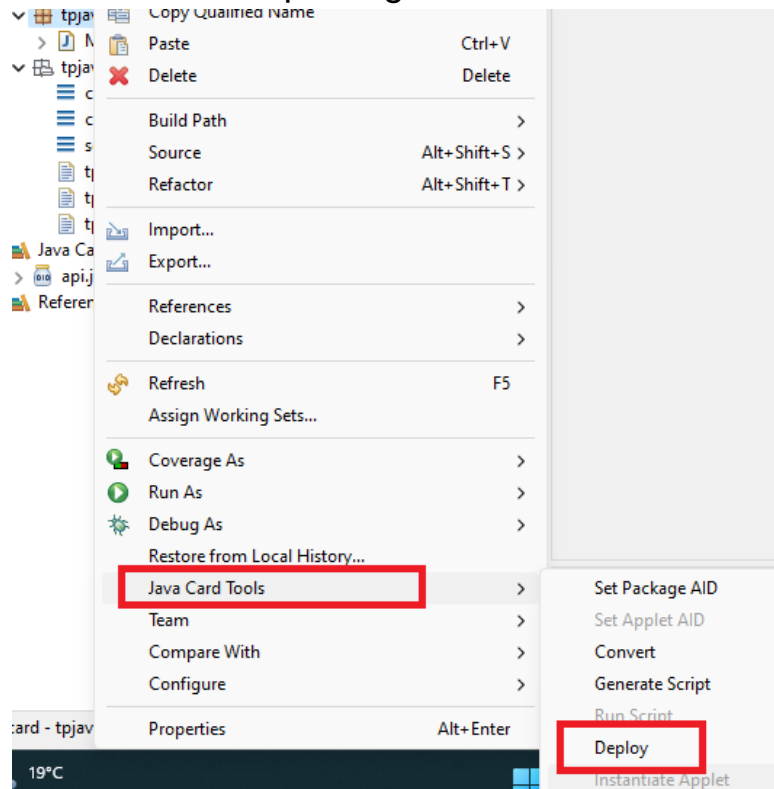 Copy Qualified Name
tpjav
Paste Ctrl+V
tpjav
Delete Delete
Build Path
Source Alt+Shift+S >
Refactor Alt+Shift+T >
Import...
Java Ca
Export...
api.j
References
Referen
Declarations
Refresh F5
Assign Working Sets...
Coverage As
Run As
Debug As
Restore from Local History...
Java Card Tools
Set Package AID
Team
Set Applet AID
Compare With
Convert
Configure
Generate Script
Run Script
card - tpjav
Properties Alt+Enter
Deploy
19°C
Instantiate Applet